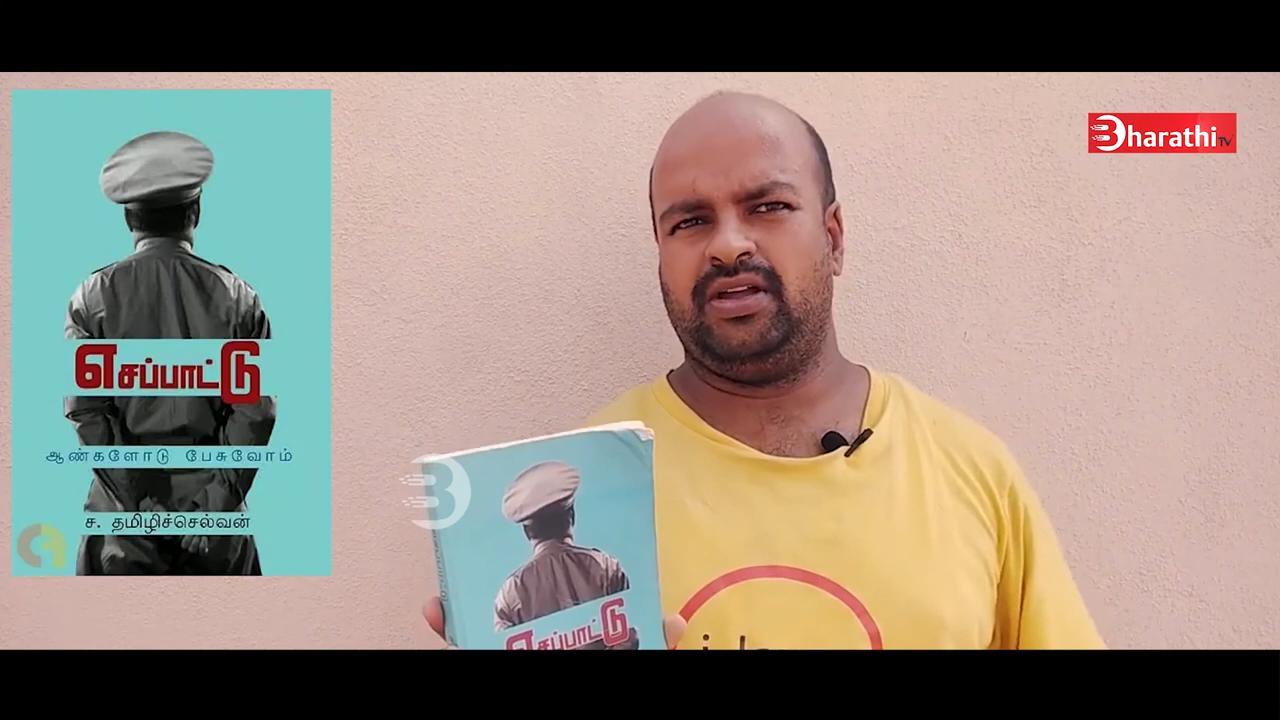 எசப்பாட்டு
ஆண்களோடு பேசுவோம்
ச. தமிழிச்செல்வன்
Bharathi TV
எசப்பாட்டு